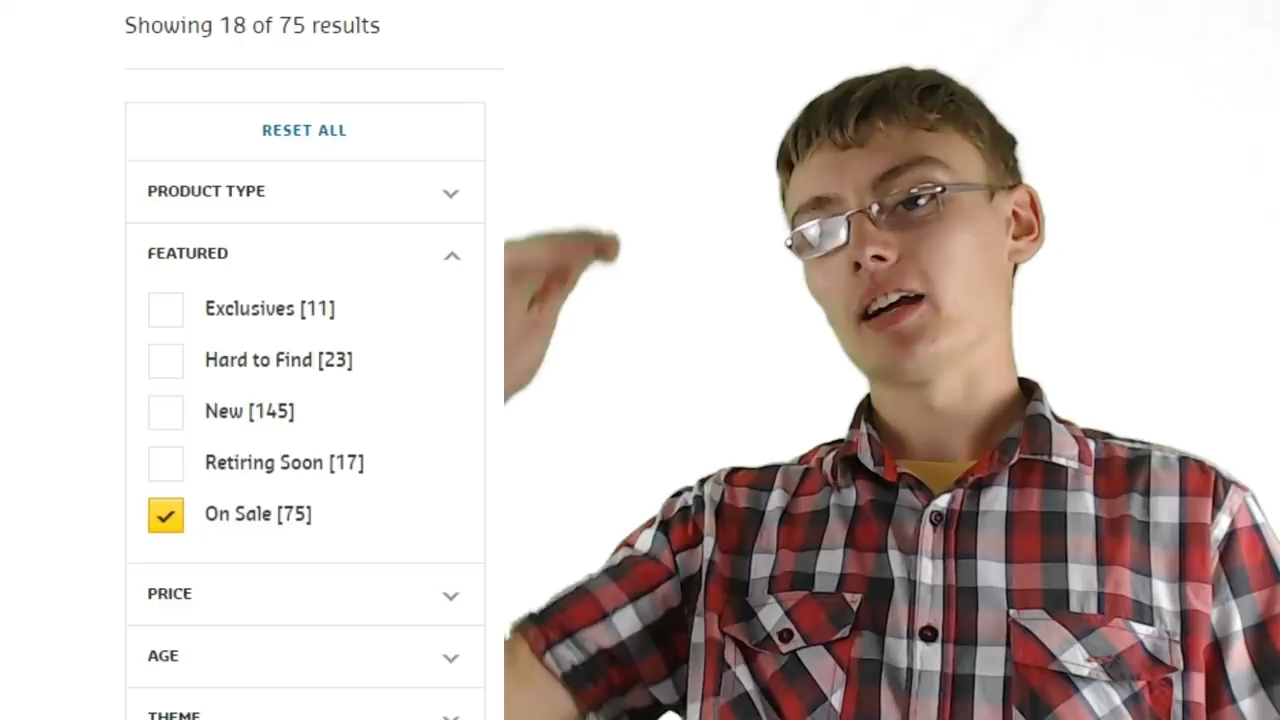 Showing 18 of 75 results
RESET ALL
PRODUCT TYPE
FEATURED
Exclusives [11]
Hard to Find [23]
New [145]
Retiring Soon [17]
On Sale [75]
PRICE
AGE
THEME